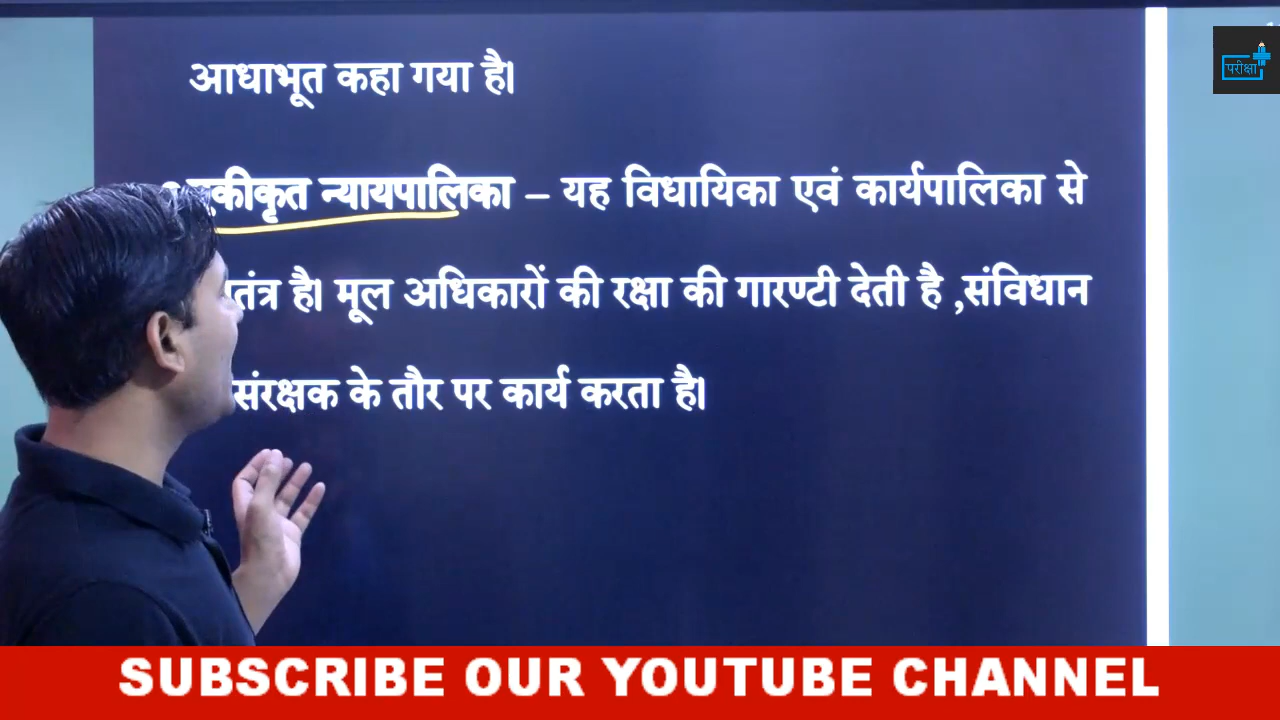 आधाभूत कहा गया है।
परीक्षा
न्यायपालिका – यह विधायिका एवं कार्यपालिका से
है। मूल अधिकारों की रक्षा की गारण्टी देती है ,संविधान
संरक्षक के तौर पर कार्य करता है।
SUBSCRIBE OUR YOUTUBE CHANNEL